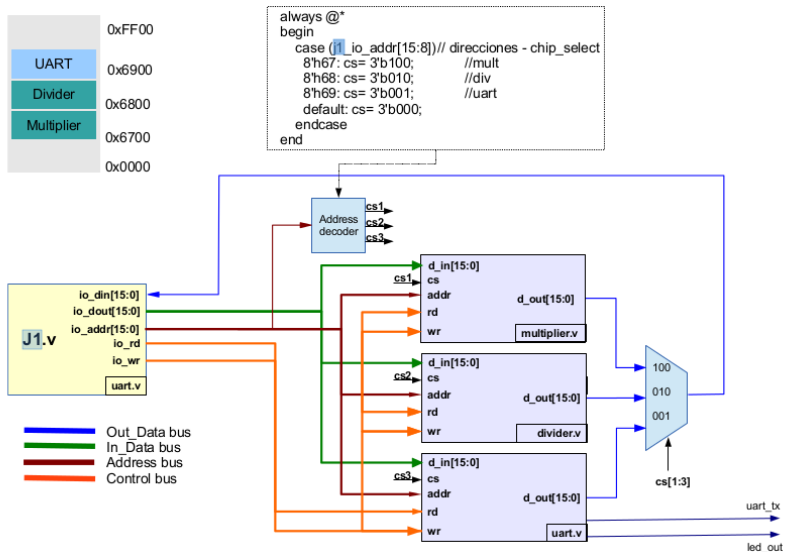 0xFF00
UART
0x6900
Divider
0x6800
Multiplier
0x6700
0x0000
always @*
begin
case (j1_io_addr[15:8])// direcciones - chip_select
8'h67: cs= 3'b100; //mult
8'h68: cs= 3'b010; //div
8'h69: cs= 3'b001; //uart
default: cs= 3'b000;
endcase
end
Address
decoder
cs1
cs2
cs3
io_din[15:0]
io_dout[15:0]
io_addr[15:0]
J1.v
io_rd
io_wr
uart.v
d_in[15:0]
cs1
cs
addr
d_out[15:0]
rd
wr
multiplier.v
d_in[15:0]
cs2
cs
addr
d_out[15:0]
rd
wr
divider.v
d_in[15:0]
cs3
cs
addr
d_out[15:0]
rd
wr
uart.v
100
010
001
cs[1:3]
uart_tx
led_out
Out_Data bus
In_Data bus
Address bus
Control bus